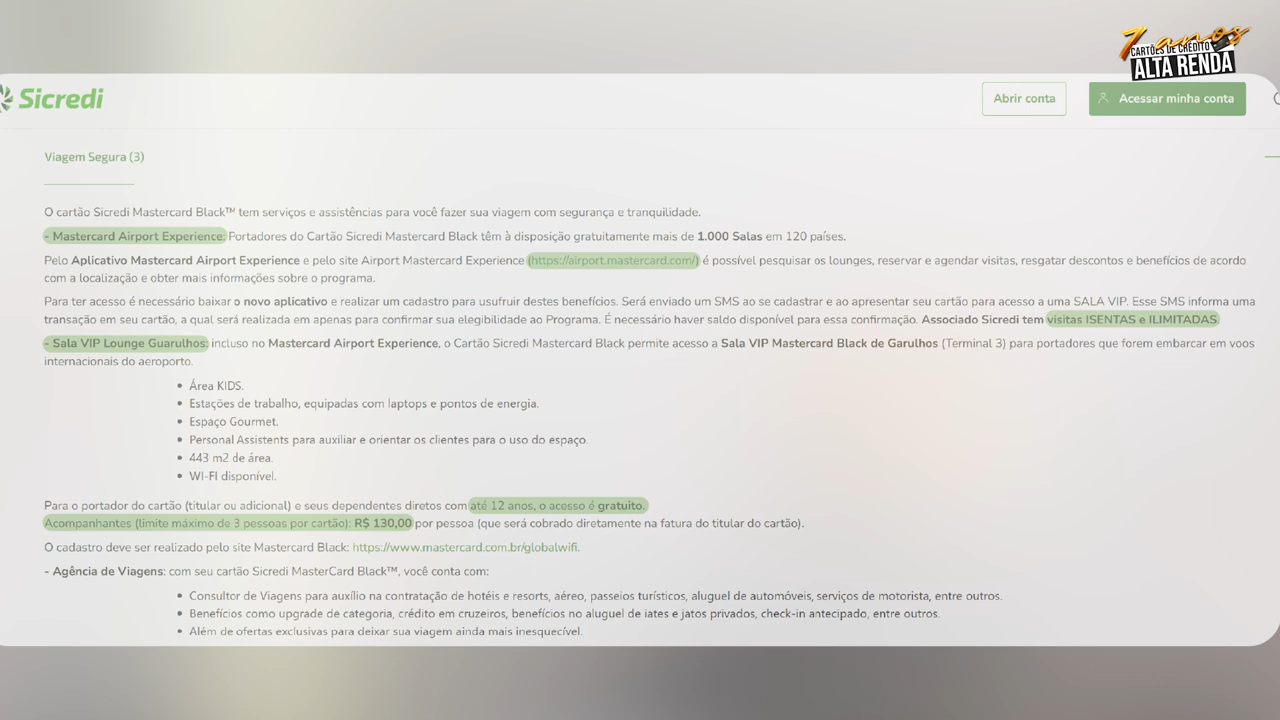 7 anos
CARTÕES DE CRÉDITO
ALTA RENDA
Sicredi
Abrir conta
Acessar minha conta
Viagem Segura (3)
O cartão Sicredi Mastercard Black™ tem serviços e assistências para você fazer sua viagem com segurança e tranquilidade.
- Mastercard Airport Experience: Portadores do Cartão Sicredi Mastercard Black têm à disposição gratuitamente mais de 1.000 Salas em 120 países.
Pelo Aplicativo Mastercard Airport Experience e pelo site Airport Mastercard Experience (https://airport.mastercard.com/) é possível pesquisar os lounges, reservar e agendar visitas, resgatar descontos e benefícios de acordo
com a localização e obter mais informações sobre o programa.
Para ter acesso é necessário baixar o novo aplicativo e realizar um cadastro para usufruir destes benefícios. Será enviado um SMS ao se cadastrar e ao apresentar seu cartão para acesso a uma SALA VIP. Esse SMS informa uma
transação em seu cartão, a qual será realizada em apenas para confirmar sua elegibilidade ao Programa. É necessário haver saldo disponível para essa confirmação. Associado Sicredi tem visitas ISENTAS e ILIMITADAS.
- Sala VIP Lounge Guarulhos: incluso no Mastercard Airport Experience, o Cartão Sicredi Mastercard Black permite acesso a Sala VIP Mastercard Black de Garulhos (Terminal 3) para portadores que forem embarcar em voos
internacionais do aeroporto.
• Área KIDS.
• Estações de trabalho, equipadas com laptops e pontos de energia.
• Espaço Gourmet.
• Personal Assistents para auxiliar e orientar os clientes para o uso do espaço.
• 443 m2 de área.
• WI-FI disponível.
Para o portador do cartão (titular ou adicional) e seus dependentes diretos com até 12 anos, o acesso é gratuito.
Acompanhantes (limite máximo de 3 pessoas por cartão): R$ 130,00 por pessoa (que será cobrado diretamente na fatura do titular do cartão).
O cadastro deve ser realizado pelo site Mastercard Black: https://www.mastercard.com.br/globalwifi.
- Agência de Viagens: com seu cartão Sicredi MasterCard Black™, você conta com:
• Consultor de Viagens para auxílio na contratação de hotéis e resorts, aéreo, passeios turísticos, aluguel de automóveis, serviços de motorista, entre outros.
• Benefícios como upgrade de categoria, crédito em cruzeiros, benefícios no aluguel de iates e jatos privados, check-in antecipado, entre outros.
• Além de ofertas exclusivas para deixar sua viagem ainda mais inesquecível.